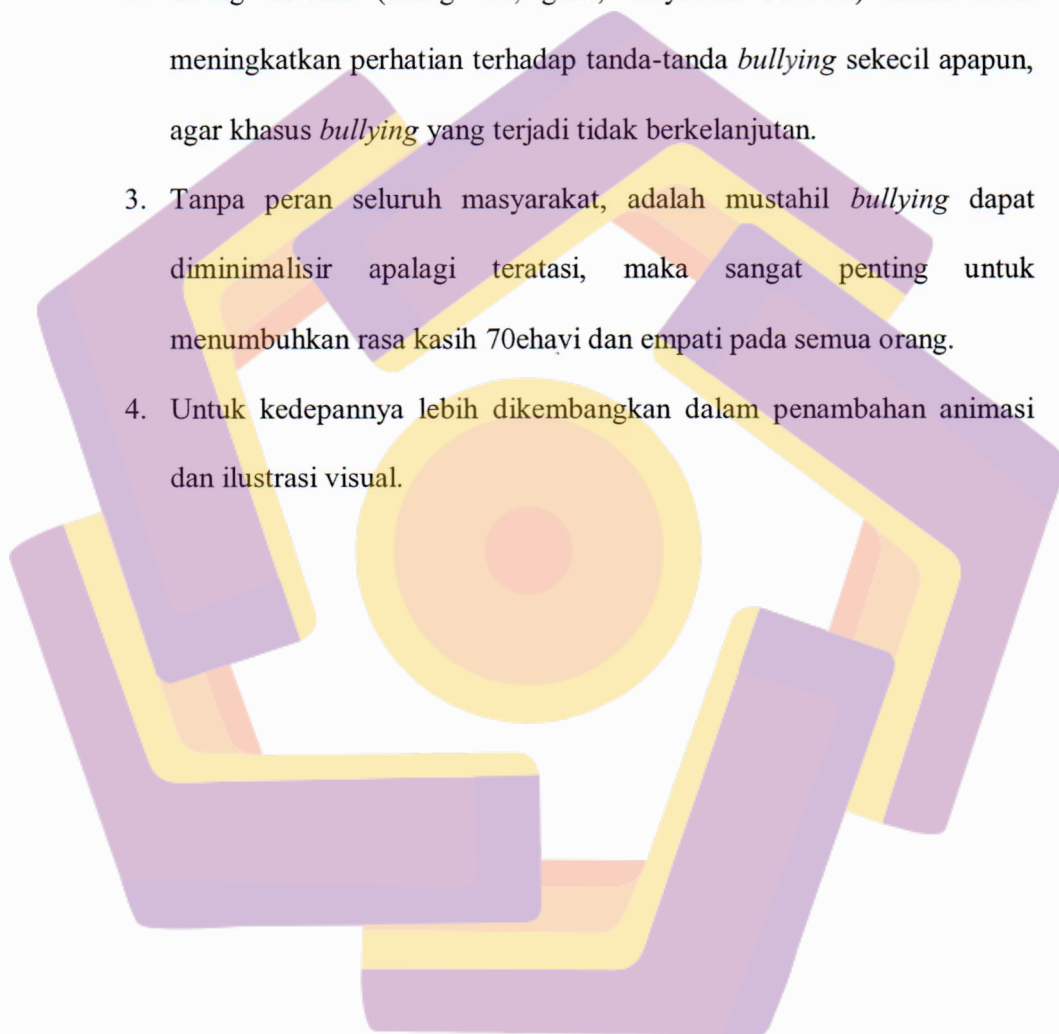 meningkatkan perhatian terhadap tanda-tanda bullying sekecil apapun,
agar khasus bullying yang terjadi tidak berkelanjutan.
3. Tanpa peran seluruh masyarakat, adalah mustahil bullying dapat
diminimalisir apalagi teratasi, maka sangat penting untuk
menumbuhkan rasa kasih 70ehavi dan empati pada semua orang.
4. Untuk kedepannya lebih dikembangkan dalam penambahan animasi
dan ilustrasi visual.